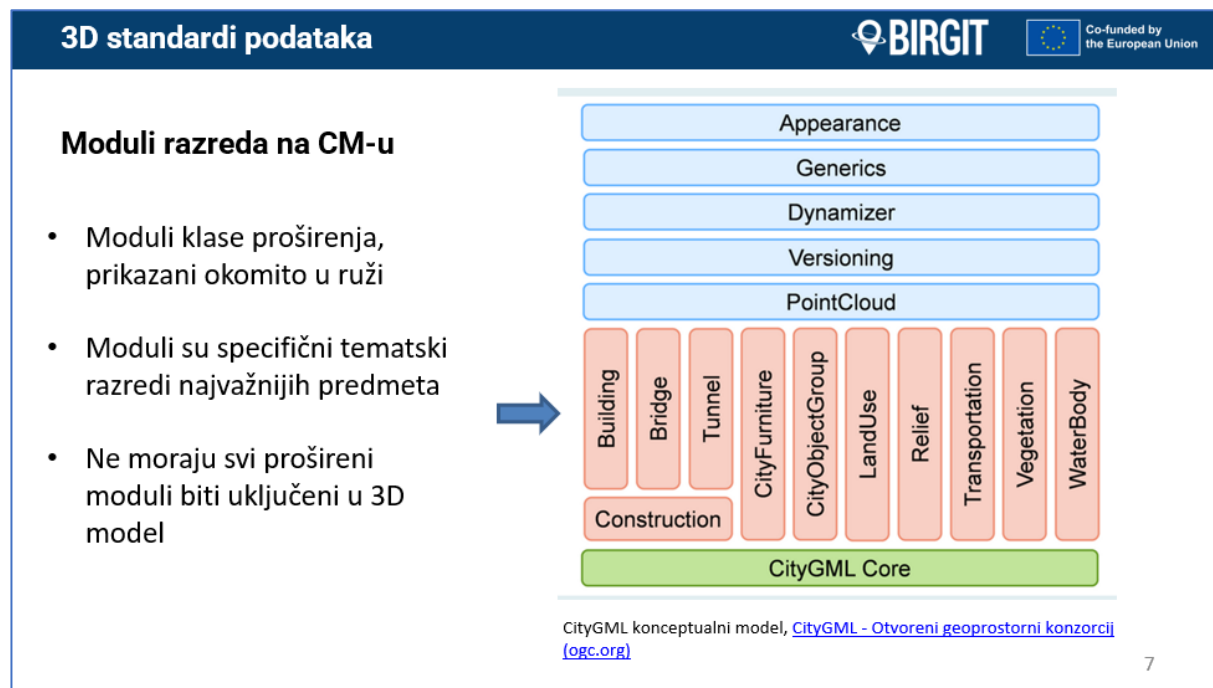 3D standardi podataka
BIRGIT
Co-funded by
the European Union
Moduli razreda na CM-u
• Moduli klase proširenja,
prikazani okomito u ruži
• Moduli su specifični tematski
razredi najvažnijih predmeta
• Ne moraju svi prošireni
moduli biti uključeni u 3D
model
Appearance
Generics
Dynamizer
Versioning
PointCloud
Building
Bridge
Tunnel
CityFurniture
CityObjectGroup
LandUse
Relief
Transportation
Vegetation
WaterBody
Construction
CityGML Core
CityGML konceptualni model, CityGML - Otvoreni geoprostorni konzorcij
(ogc.org)
7